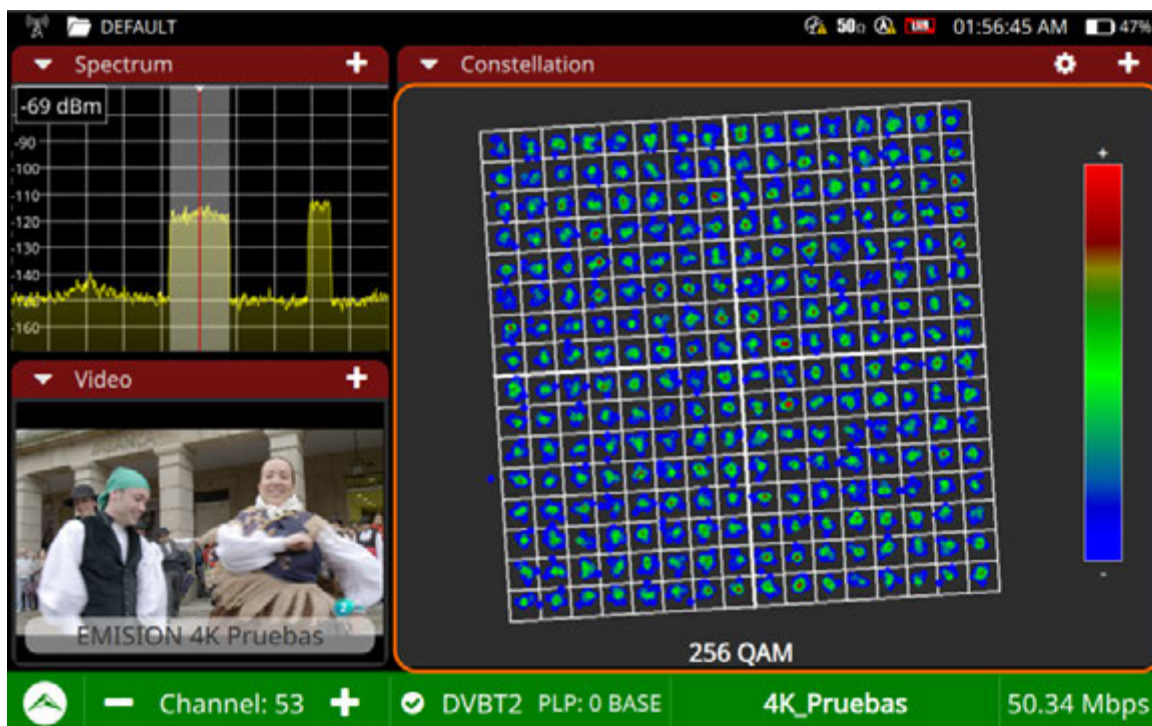 DEFAULT
50Ω
01:56:45 AM
47%
Spectrum
-69 dBm
-90
-100
-110
-120
-130
-140
-160
Video
EMISION 4K Pruebas
Constellation
+
-
256 QAM
Channel: 53
DVBT2 PLP: 0 BASE
4K_Pruebas
50.34 Mbps